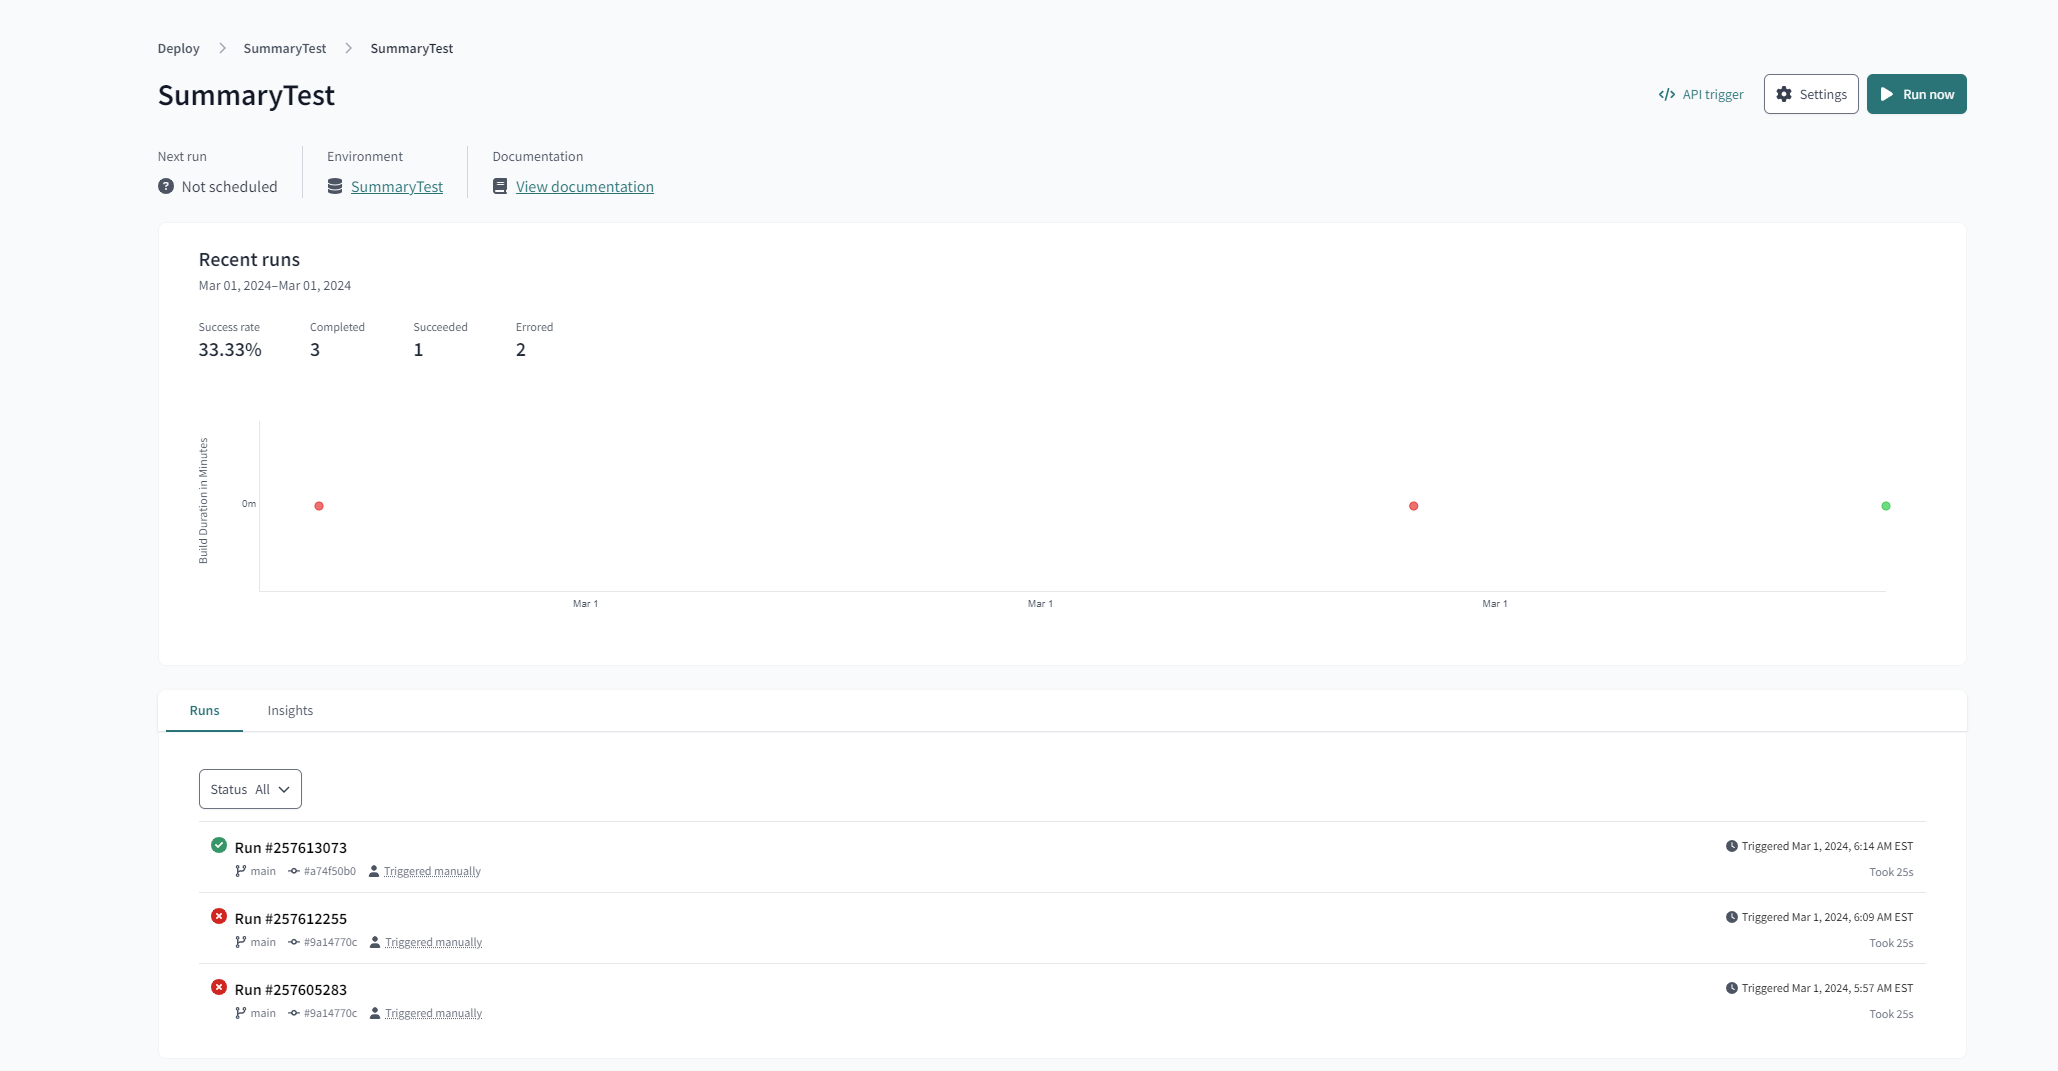 Deploy SummaryTest SummaryTest
SummaryTest
API trigger Settings Run now
Next run Environment Documentation
Not scheduled SummaryTest View documentation
Recent runs
Mar 01, 2024–Mar 01, 2024
Success rate Completed Succeeded Errored
33.33% 3 1 2
Build Duration in Minutes
0m
Mar 1 Mar 1 Mar 1
Runs Insights
Status All
Run #257613073 Triggered Mar 1, 2024, 6:14 AM EST
main #a74f50b0 Triggered manually Took 25s
Run #257612255 Triggered Mar 1, 2024, 6:09 AM EST
main #9a14770c Triggered manually Took 25s
Run #257605283 Triggered Mar 1, 2024, 5:57 AM EST
main #9a14770c Triggered manually Took 25s